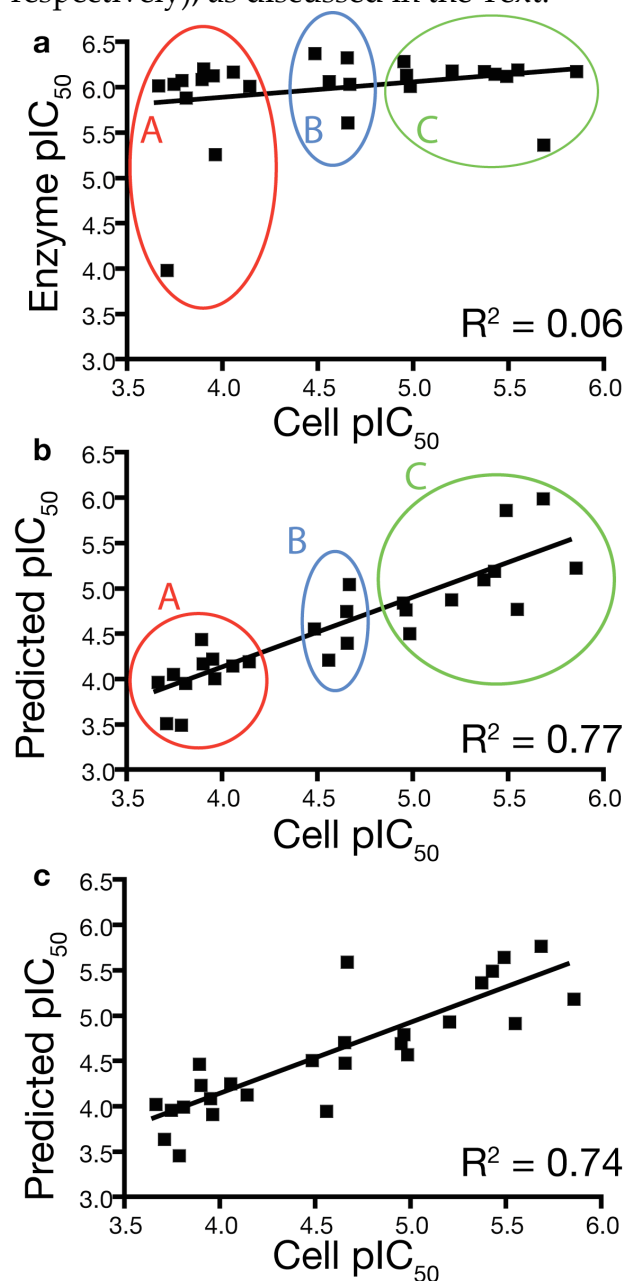 respectively), as discussed in the Text.
a
6.5
6.0
5.5
5.0
4.5
4.0
3.5
3.0
Enzyme pIC50
A
B
C
R2 = 0.06
3.5 4.0 4.5 5.0 5.5 6.0
Cell pIC50
b
6.5
6.0
5.5
5.0
4.5
4.0
3.5
3.0
Predicted pIC50
A
B
C
R2 = 0.77
3.5 4.0 4.5 5.0 5.5 6.0
Cell pIC50
c
6.5
6.0
5.5
5.0
4.5
4.0
3.5
3.0
Predicted pIC50
R2 = 0.74
3.5 4.0 4.5 5.0 5.5 6.0
Cell pIC50